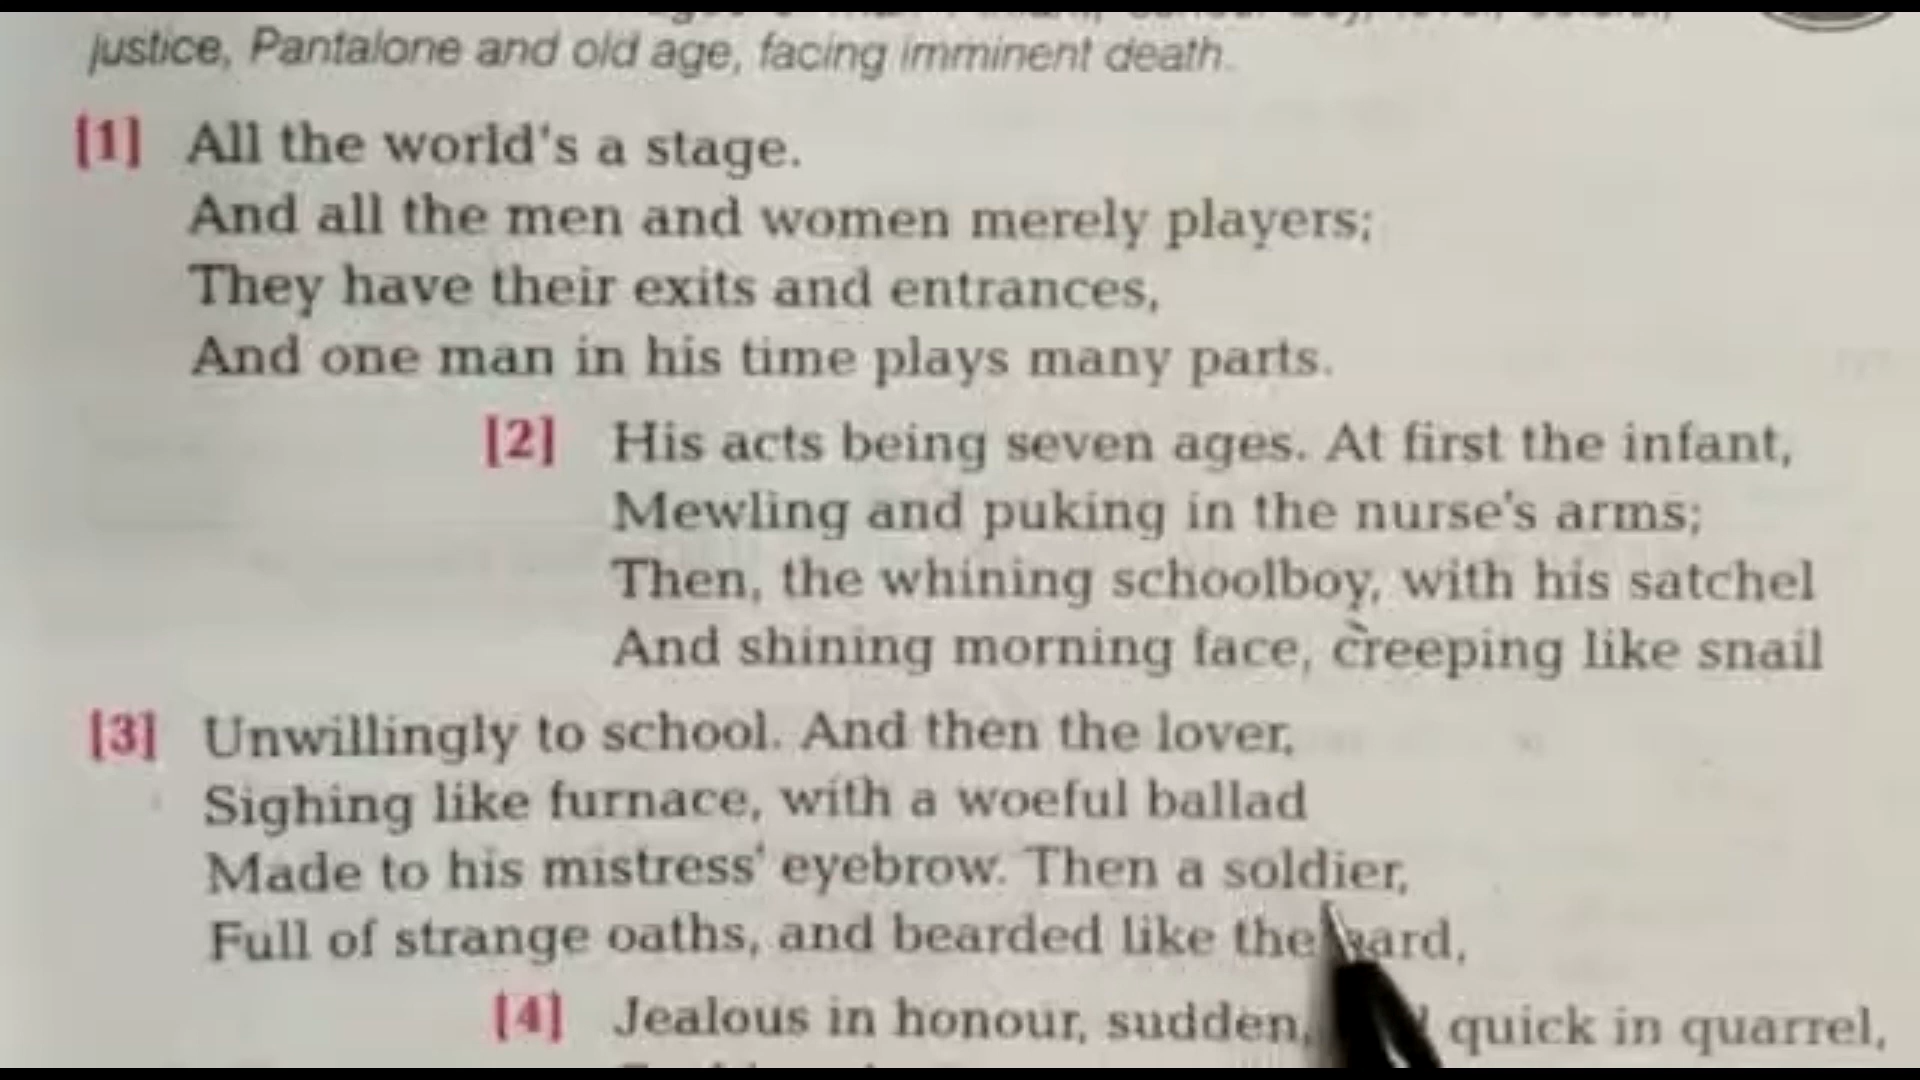 justice, Pantalone and old age, facing imminent death.
[1] All the world's a stage.
And all the men and women merely players;
They have their exits and entrances,
And one man in his time plays many parts.
[2] His acts being seven ages. At first the infant,
Mewling and puking in the nurse's arms;
Then, the whining schoolboy, with his satchel
And shining morning face, creeping like snail
[3] Unwillingly to school. And then the lover,
Sighing like furnace, with a woeful ballad
Made to his mistress' eyebrow. Then a soldier,
Full of strange oaths, and bearded like the
[4] Jealous in honour, sudden, quick in quarrel,